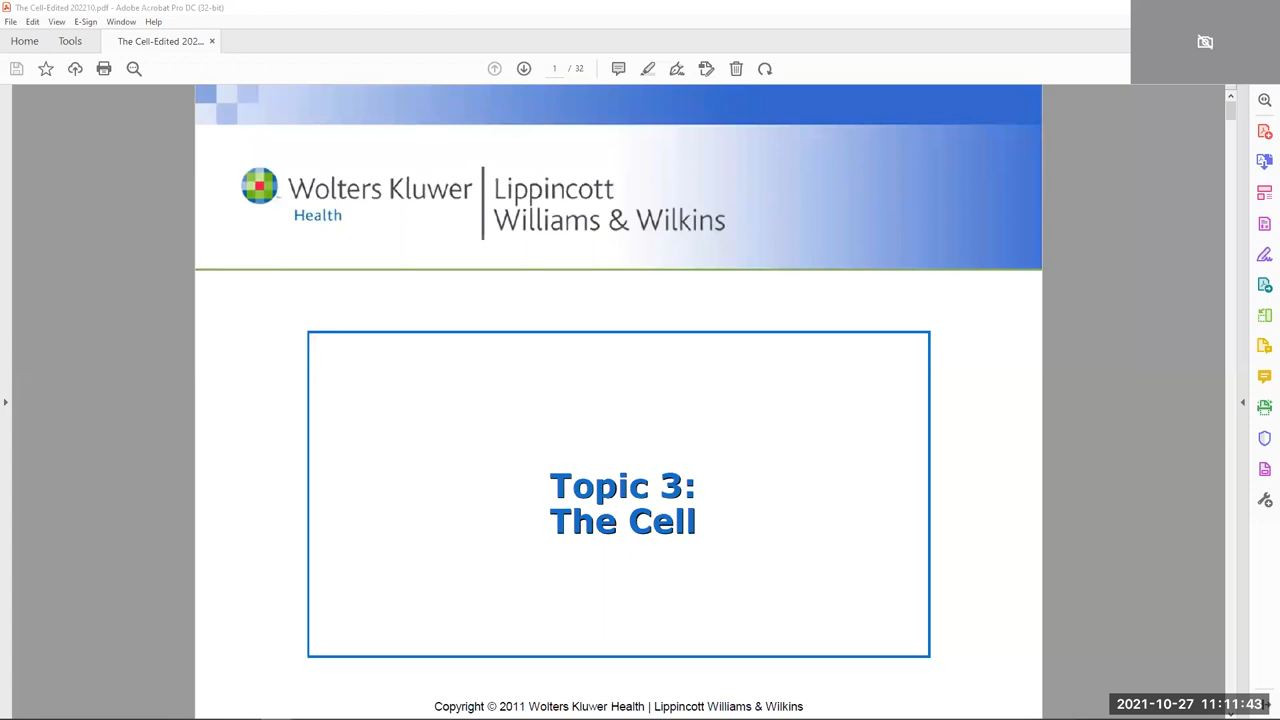 The Cell-Edited 202210.pdf - Adobe Acrobat Pro DC (32-bit)
File Edit View E-Sign Window Help
Home Tools The Cell-Edited 202... ×
1 / 32
Wolters Kluwer Lippincott
Health Williams & Wilkins
Topic 3:
The Cell
Copyright © 2011 Wolters Kluwer Health | Lippincott Williams & Wilkins
2021-10-27 11:11:43